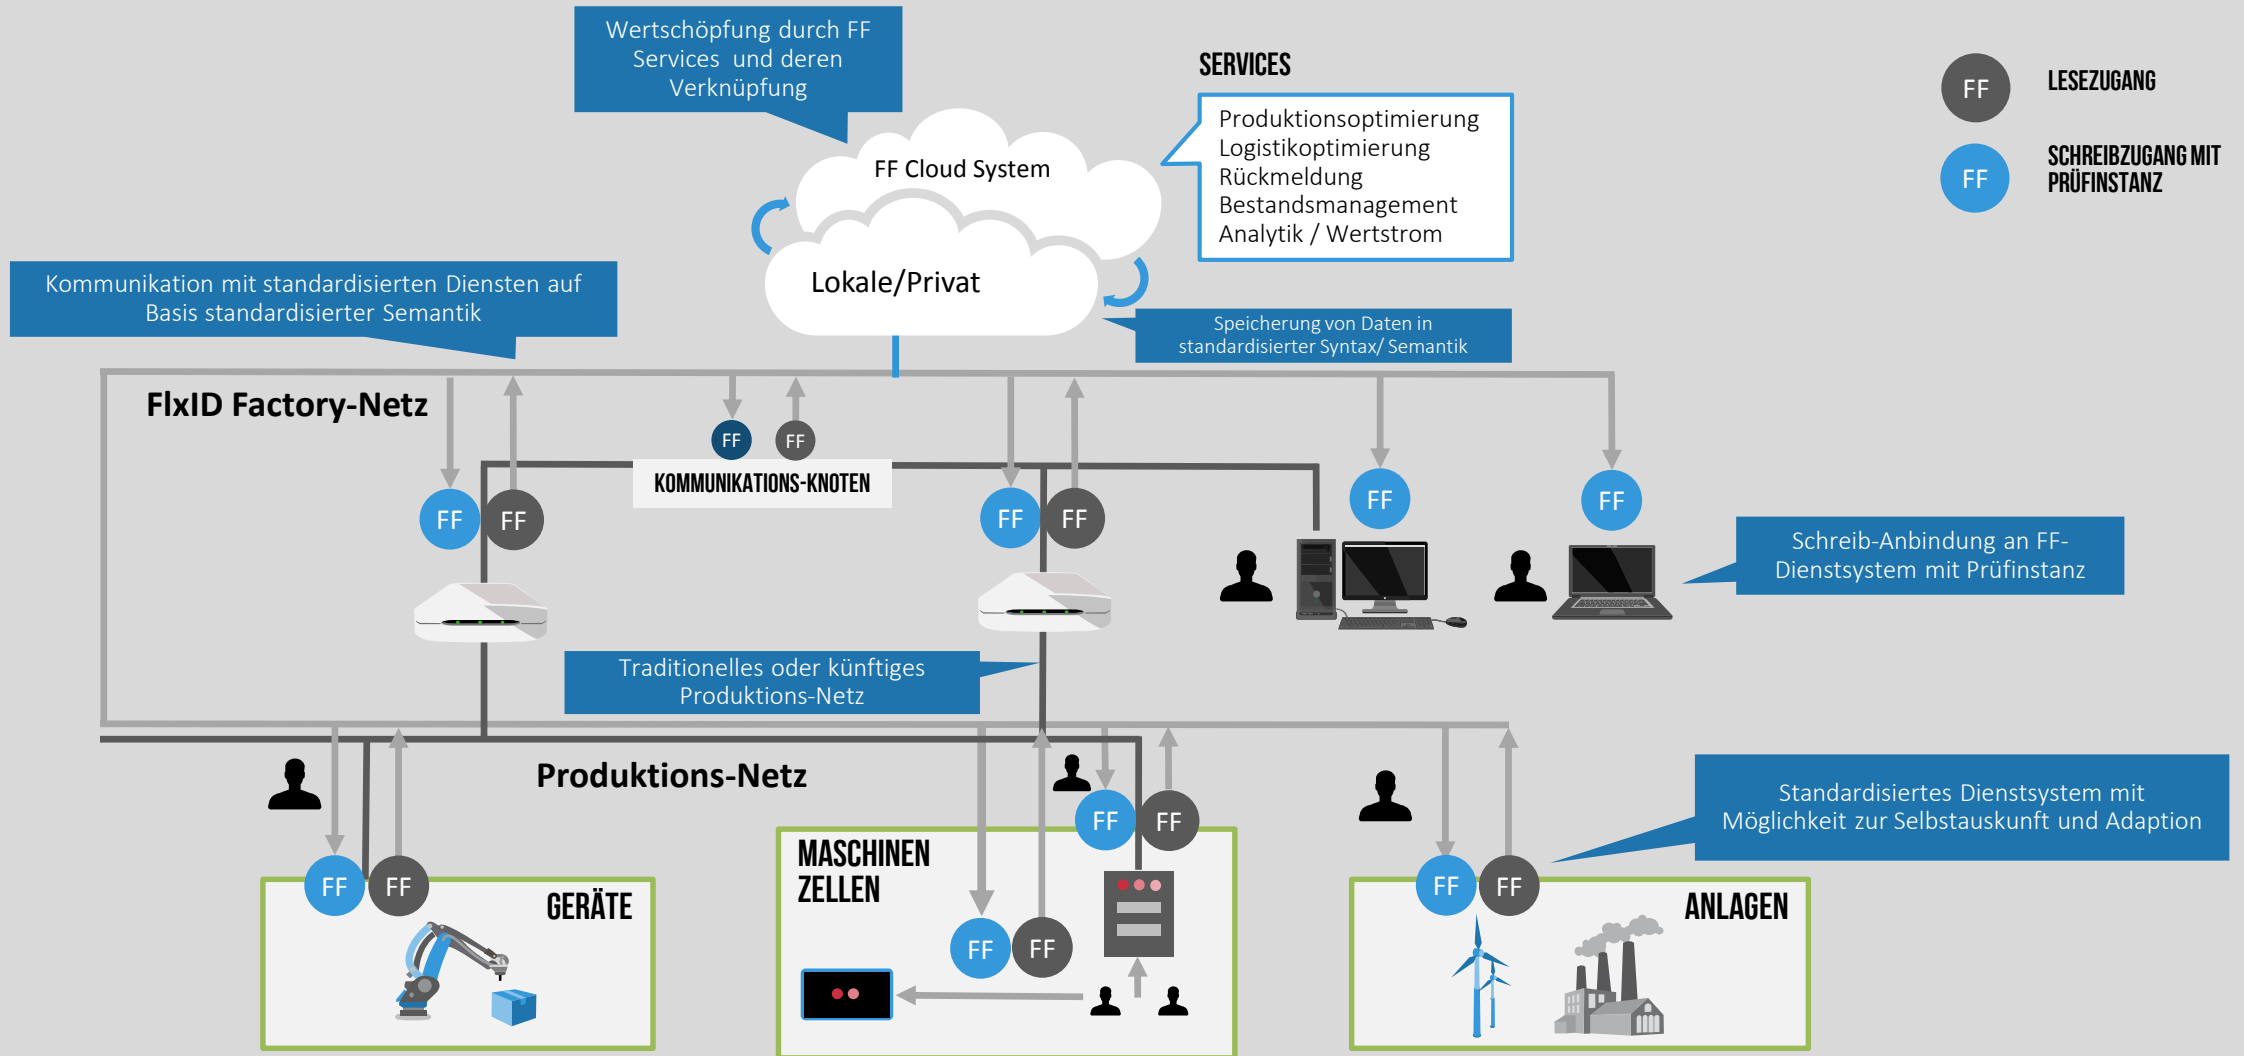 Wertschöpfung durch FF
Services und deren
Verknüpfung
SERVICES
Produktionsoptimierung
Logistikoptimierung
Rückmeldung
Bestandsmanagement
Analytik / Wertstrom
FF
LESEZUGANG
FF
SCHREIBZUGANG MIT
PRÜFINSTANZ
FF Cloud System
Lokale/Privat
Kommunikation mit standardisierten Diensten auf
Basis standardisierter Semantik
Speicherung von Daten in
standardisierter Syntax/ Semantik
FlxID Factory-Netz
FF
FF
KOMMUNIKATIONS-KNOTEN
FF
FF
FF
FF
FF
FF
Schreib-Anbindung an FF-
Dienstsystem mit Prüfinstanz
Traditionelles oder künftiges
Produktions-Netz
Produktions-Netz
Standardisiertes Dienstsystem mit
Möglichkeit zur Selbstauskunft und Adaption
FF
FF
GERÄTE
FF
FF
MASCHINEN
ZELLEN
FF
FF
FF
FF
ANLAGEN